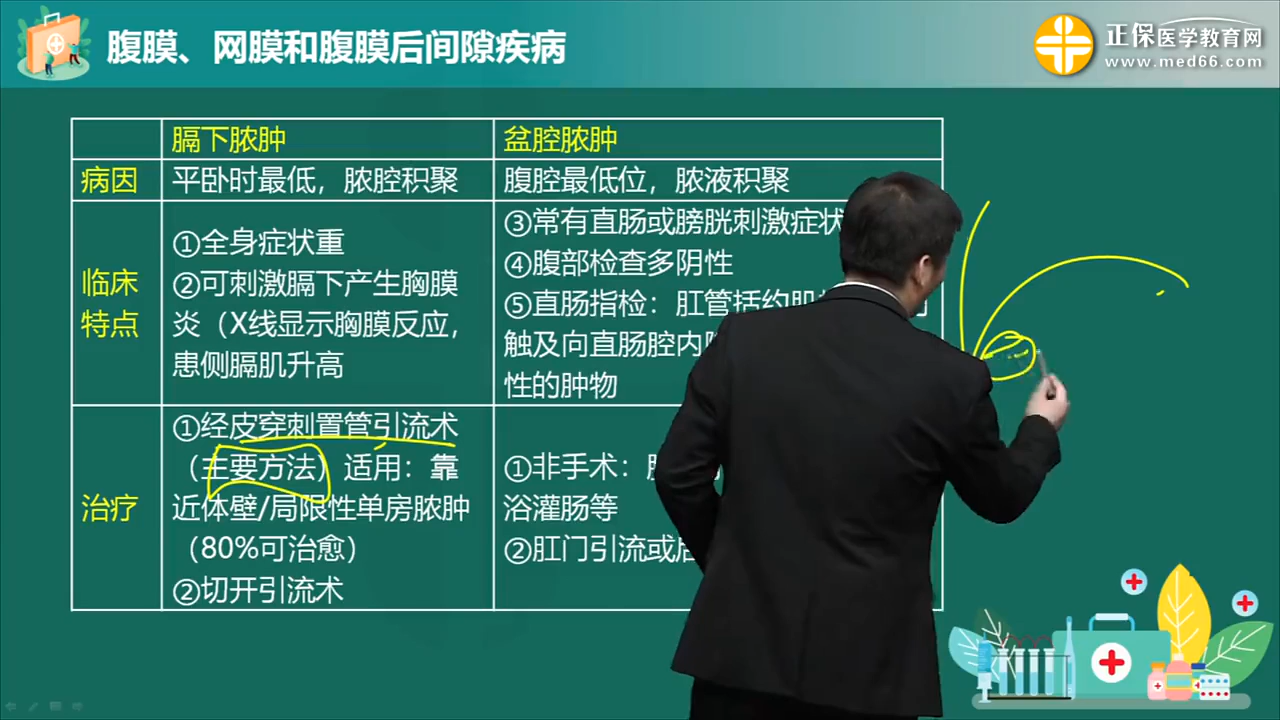 腹膜、网膜和腹膜后间隙疾病
正保医学教育网
www.med66.com
膈下脓肿
盆腔脓肿
病因
平卧时最低，脓腔积聚
腹腔最低位，脓液积聚
临床
特点
①全身症状重
②可刺激膈下产生胸膜
炎（X线显示胸膜反应，
患侧膈肌升高
③常有直肠或膀胱刺激症状
④腹部检查多阴性
⑤直肠指检：肛管括约肌
触及向直肠腔内
性的肿物
治疗
①经皮穿刺置管引流术
（主要方法）适用：靠
近体壁/局限性单房脓肿
（80%可治愈）
②切开引流术
①非手术：
浴灌肠等
②肛门引流或